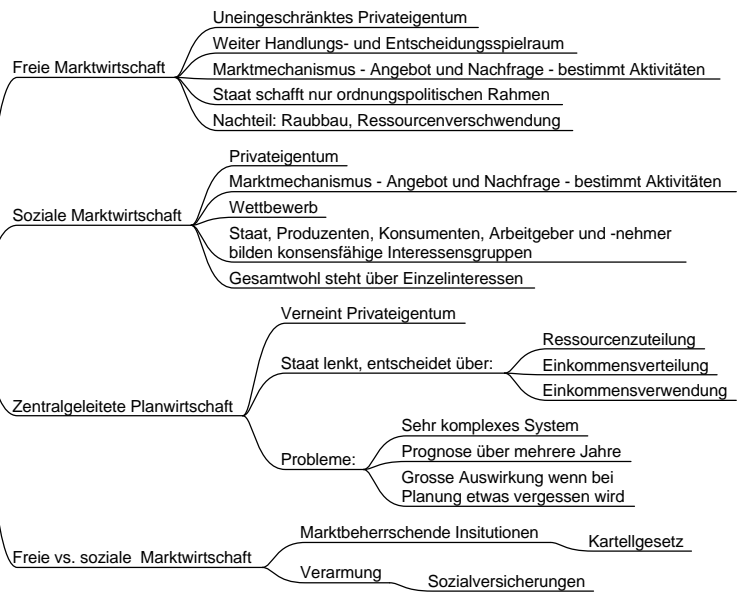 Freie Marktwirtschaft
Uneingeschränktes Privateigentum
Weiter Handlungs- und Entscheidungsspielraum
Marktmechanismus - Angebot und Nachfrage - bestimmt Aktivitäten
Staat schafft nur ordnungspolitischen Rahmen
Nachteil: Raubbau, Ressourcenverschwendung
Soziale Marktwirtschaft
Privateigentum
Marktmechanismus - Angebot und Nachfrage - bestimmt Aktivitäten
Wettbewerb
Staat, Produzenten, Konsumenten, Arbeitgeber und -nehmer
bilden konsensfähige Interessensgruppen
Gesamtwohl steht über Einzelinteressen
Zentralgeleitete Planwirtschaft
Verneint Privateigentum
Staat lenkt, entscheidet über:
Ressourcenzuteilung
Einkommensverteilung
Einkommensverwendung
Probleme:
Sehr komplexes System
Prognose über mehrere Jahre
Grosse Auswirkung wenn bei
Planung etwas vergessen wird
Freie vs. soziale  Marktwirtschaft
Marktbeherrschende Insitutionen
Kartellgesetz
Verarmung
Sozialversicherungen